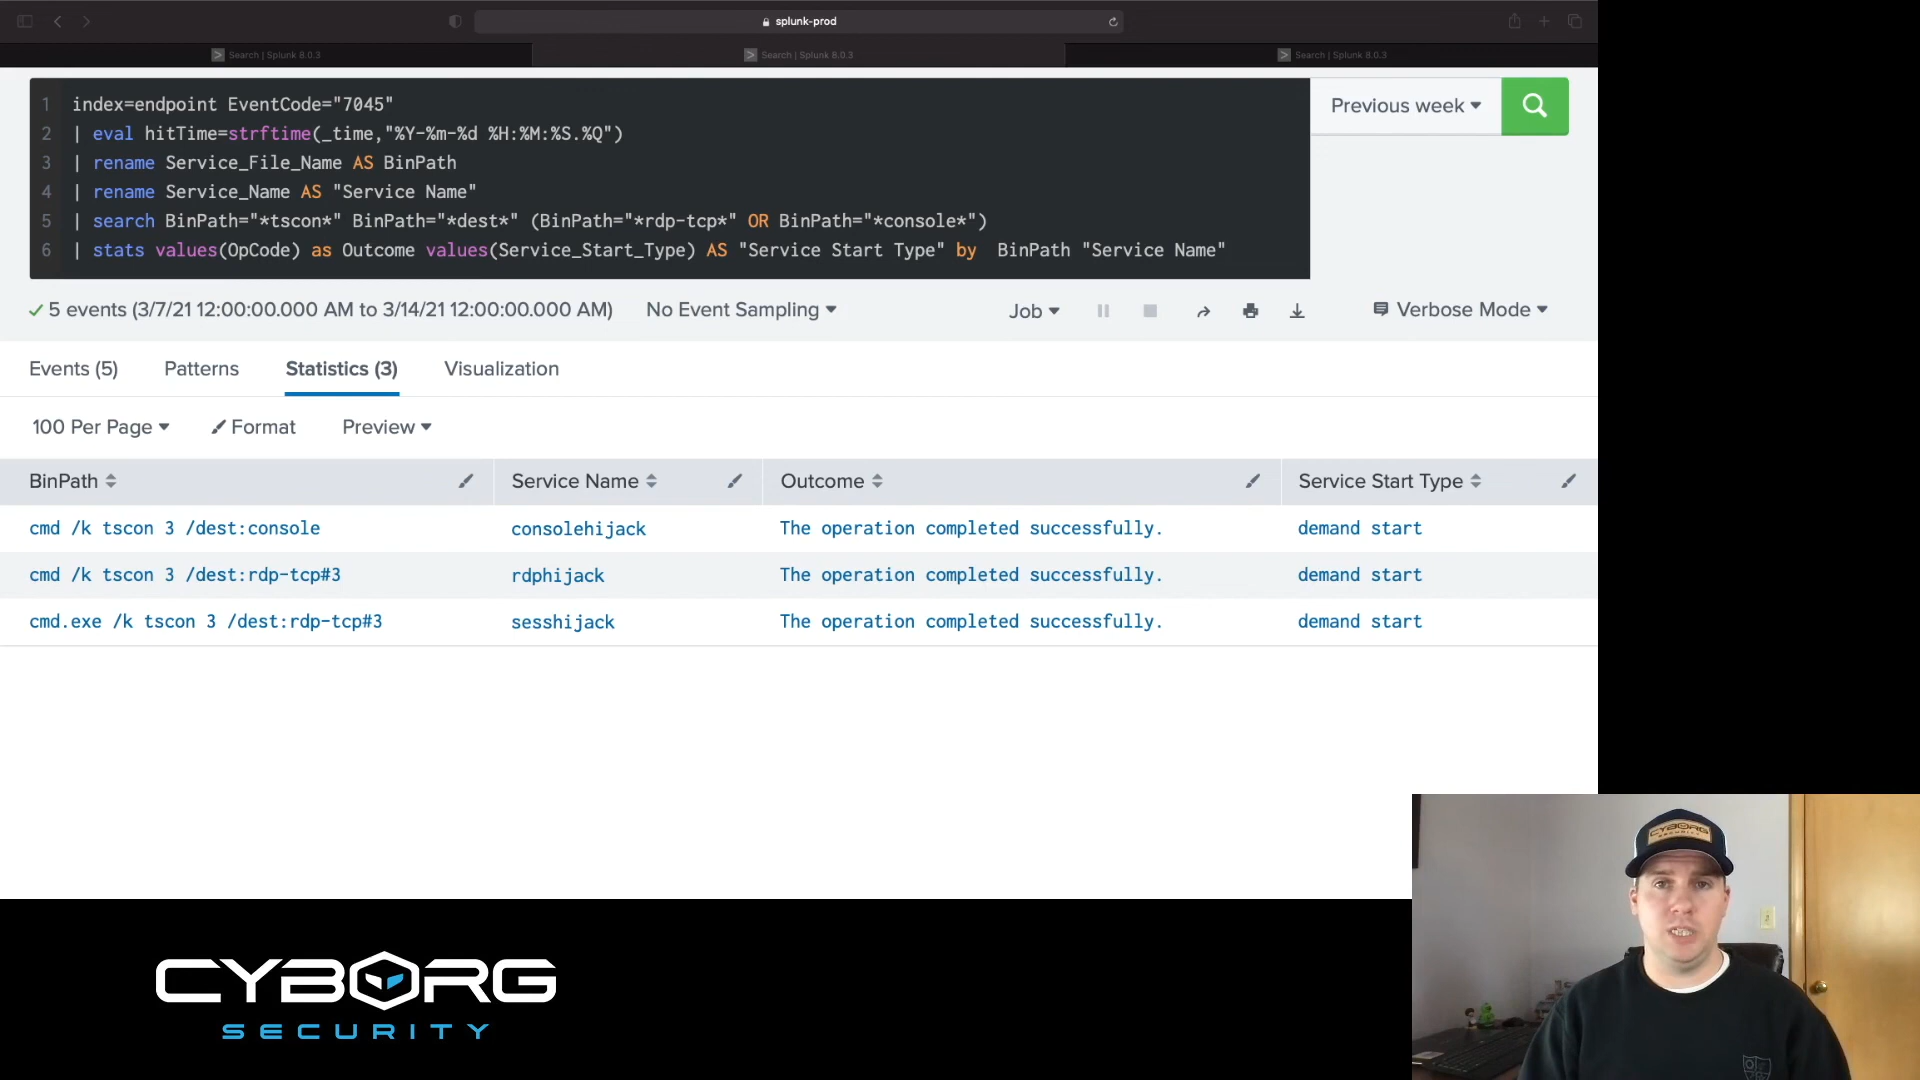 splunk-prod
Search | Splunk 8.0.3
Search | Splunk 8.0.3
Search | Splunk 8.0.3
1 index=endpoint EventCode="7045"
2 | eval hitTime=strftime(_time,"%Y-%m-%d %H:%M:%S.%Q")
3 | rename Service_File_Name AS BinPath
4 | rename Service_Name AS "Service Name"
5 | search BinPath="*tscon*" BinPath="*dest*" (BinPath="*rdp-tcp*" OR BinPath="*console*")
6 | stats values(OpCode) as Outcome values(Service_Start_Type) AS "Service Start Type" by  BinPath "Service Name"
Previous week
5 events (3/7/21 12:00:00.000 AM to 3/14/21 12:00:00.000 AM)
No Event Sampling
Job
Verbose Mode
Events (5)
Patterns
Statistics (3)
Visualization
100 Per Page
Format
Preview
BinPath
Service Name
Outcome
Service Start Type
cmd /k tscon 3 /dest:console
consolehijack
The operation completed successfully.
demand start
cmd /k tscon 3 /dest:rdp-tcp#3
rdphijack
The operation completed successfully.
demand start
cmd.exe /k tscon 3 /dest:rdp-tcp#3
sesshijack
The operation completed successfully.
demand start
CYBORG
SECURITY
CYBORG
SECURITY